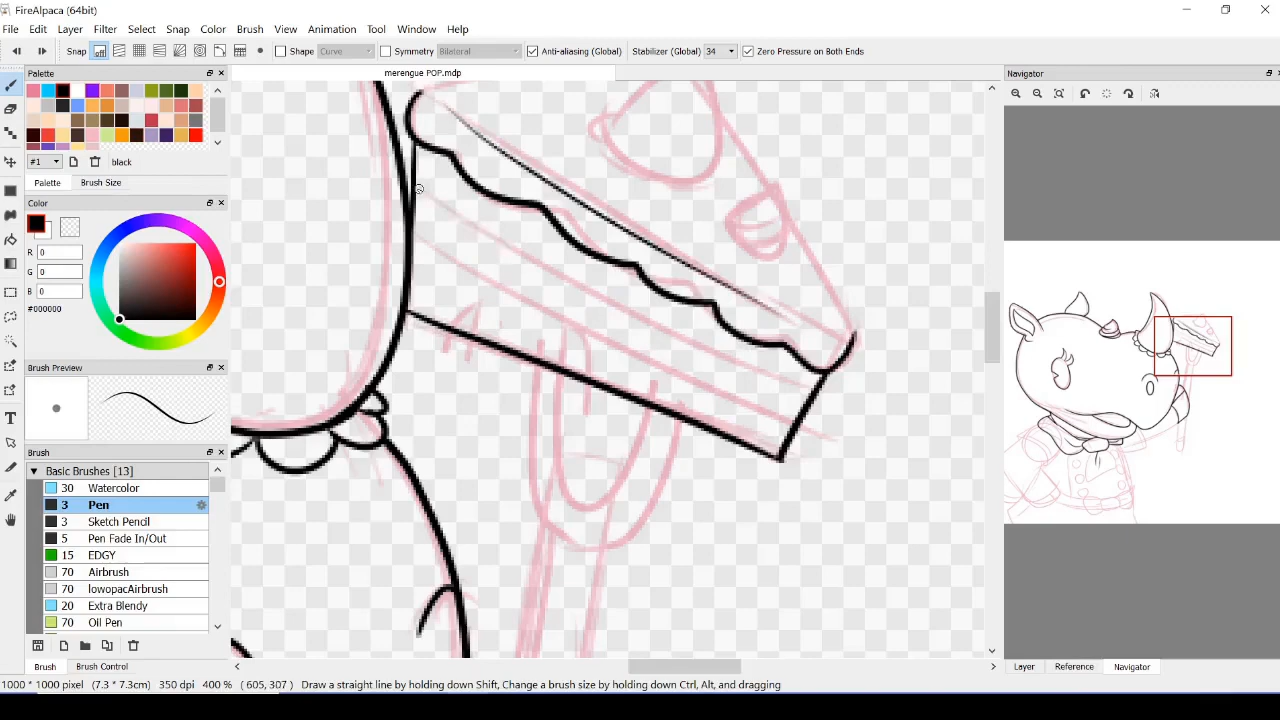 FireAlpaca (64bit)
File Edit Layer Filter Select Snap Color Brush View Animation Tool Window Help
Snap Shape Curve Symmetry Bilateral Anti-aliasing (Global) Stabilizer (Global) 34 Zero Pressure on Both Ends
Palette
merengue POP.mdp
Navigator
#1 black
Palette Brush Size
Color
R 0
G 0
B 0
#000000
Brush Preview
Brush
Basic Brushes [13]
30 Watercolor
3 Pen
3 Sketch Pencil
5 Pen Fade In/Out
15 EDGY
70 Airbrush
70 lowopacAirbrush
20 Extra Blendy
70 Oil Pen
Brush Brush Control
Layer Reference Navigator
1000 * 1000 pixel (7.3 * 7.3cm) 350 dpi 400 % ( 605, 307 ) Draw a straight line by holding down Shift, Change a brush size by holding down Ctrl, Alt, and dragging